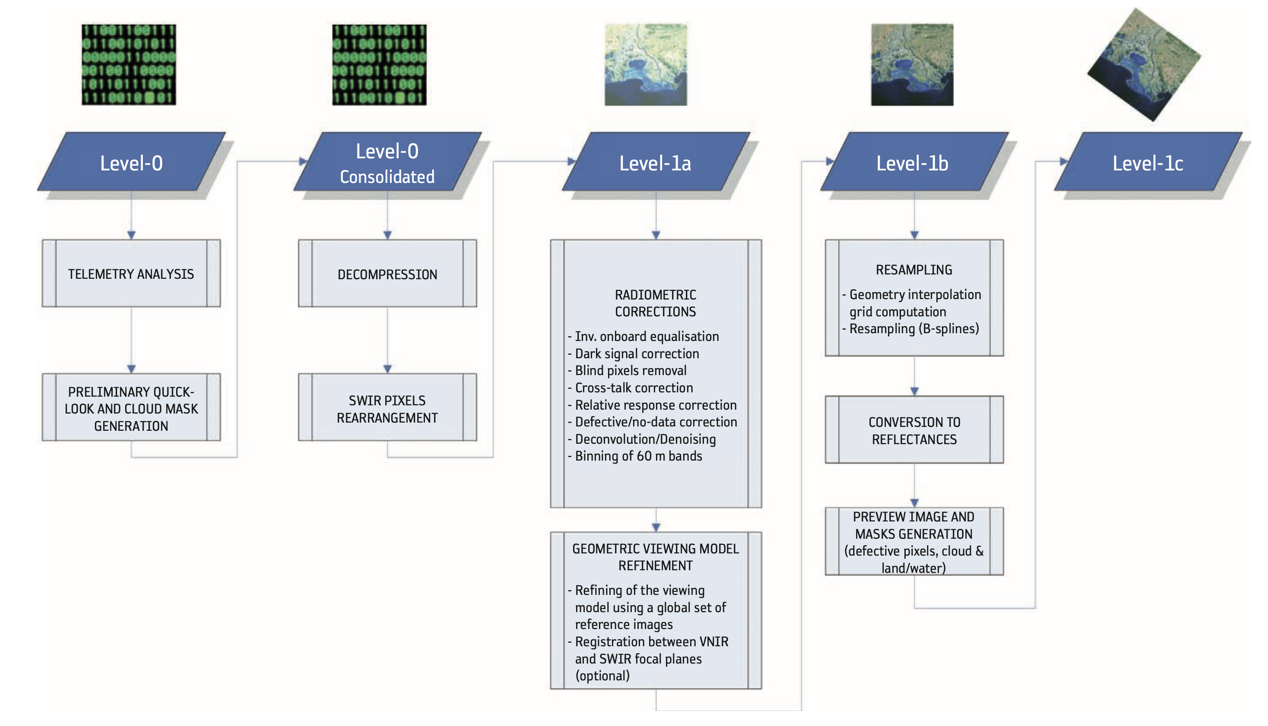 Level-0
TELEMETRY ANALYSIS
PRELIMINARY QUICK-
LOOK AND CLOUD MASK
GENERATION
Level-0
Consolidated
DECOMPRESSION
SWIR PIXELS
REARRANGEMENT
Level-1a
RADIOMETRIC
CORRECTIONS
- Inv. onboard equalisation
- Dark signal correction
- Blind pixels removal
- Cross-talk correction
- Relative response correction
- Defective/no-data correction
- Deconvolution/Denoising
- Binning of 60 m bands
GEOMETRIC VIEWING MODEL
REFINEMENT
- Refining of the viewing
model using a global set of
reference images
- Registration between VNIR
and SWIR focal planes
(optional)
Level-1b
RESAMPLING
- Geometry interpolation
grid computation
- Resampling (B-splines)
CONVERSION TO
REFLECTANCES
PREVIEW IMAGE AND
MASKS GENERATION
(defective pixels, cloud &
land/water)
Level-1c